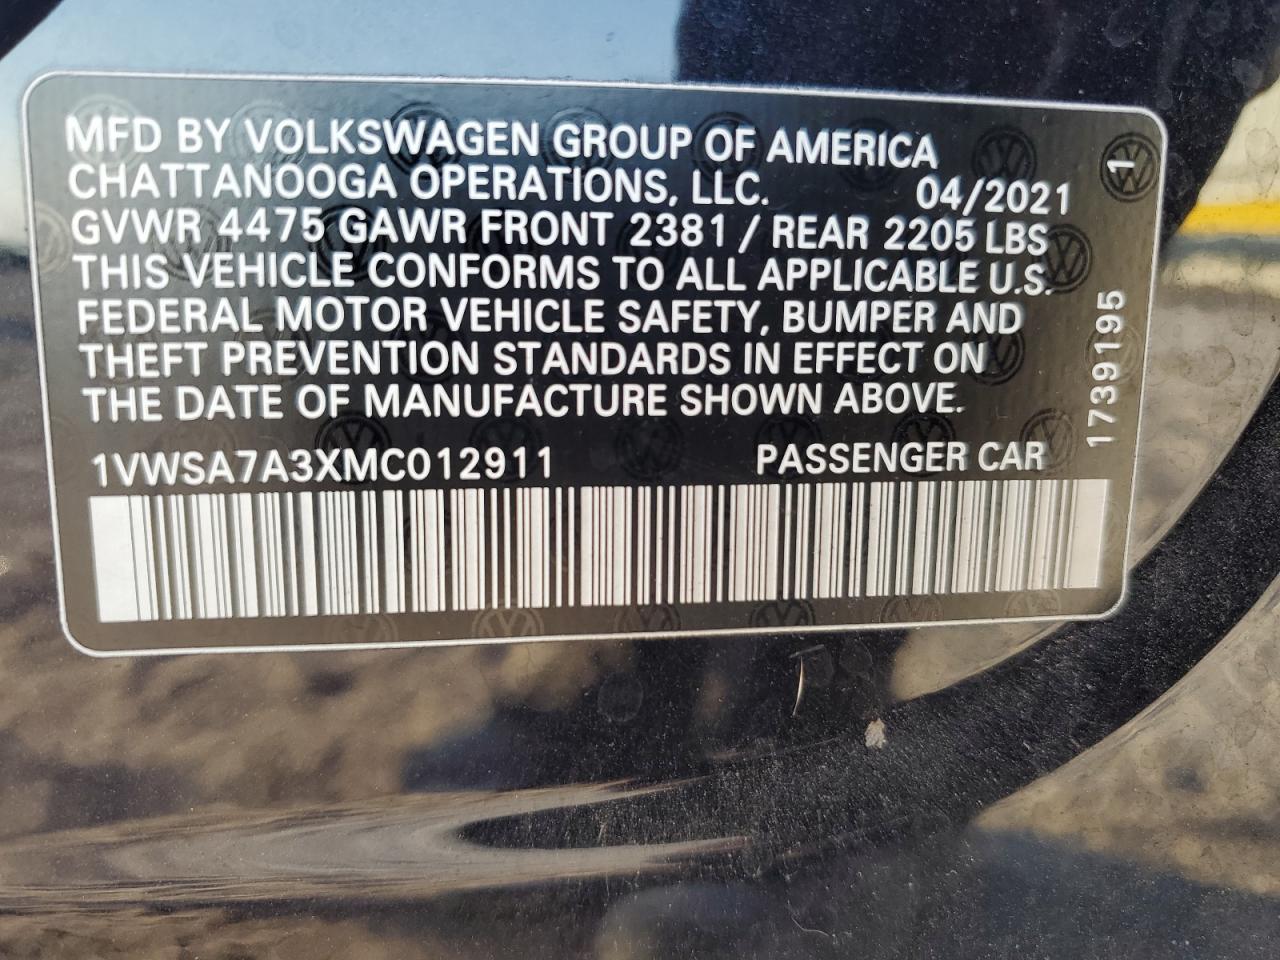 MFD BY VOLKSWAGEN GROUP OF AMERICA
CHATTANOOGA OPERATIONS, LLC. 04/2021
GVWR 4475 GAWR FRONT 2381 / REAR 2205 LBS
THIS VEHICLE CONFORMS TO ALL APPLICABLE U.S.
FEDERAL MOTOR VEHICLE SAFETY, BUMPER AND
THEFT PREVENTION STANDARDS IN EFFECT ON
THE DATE OF MANUFACTURE SHOWN ABOVE.
1VWSA7A3XMC012911 PASSENGER CAR
1739195 1